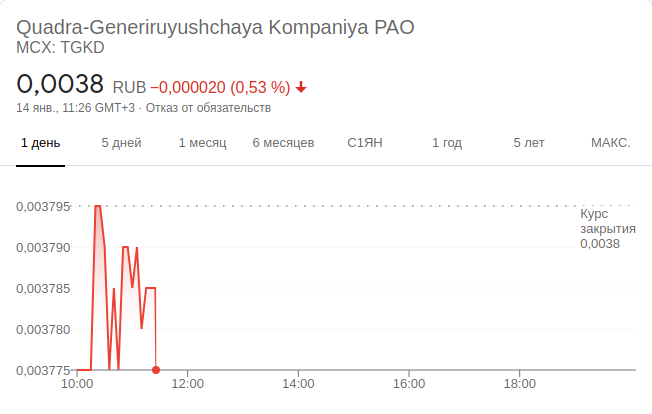 Quadra-Generiruyushchaya Kompaniya PAO
MCX: TGKD
0,0038 RUB −0,000020 (0,53 %)
14 янв., 11:26 GMT+3 · Отказ от обязательств
1 день 5 дней 1 месяц 6 месяцев С1ЯН 1 год 5 лет МАКС.
0,003795
Курс
закрытия
0,0038
0,003790
0,003785
0,003780
0,003775
10:00 12:00 14:00 16:00 18:00